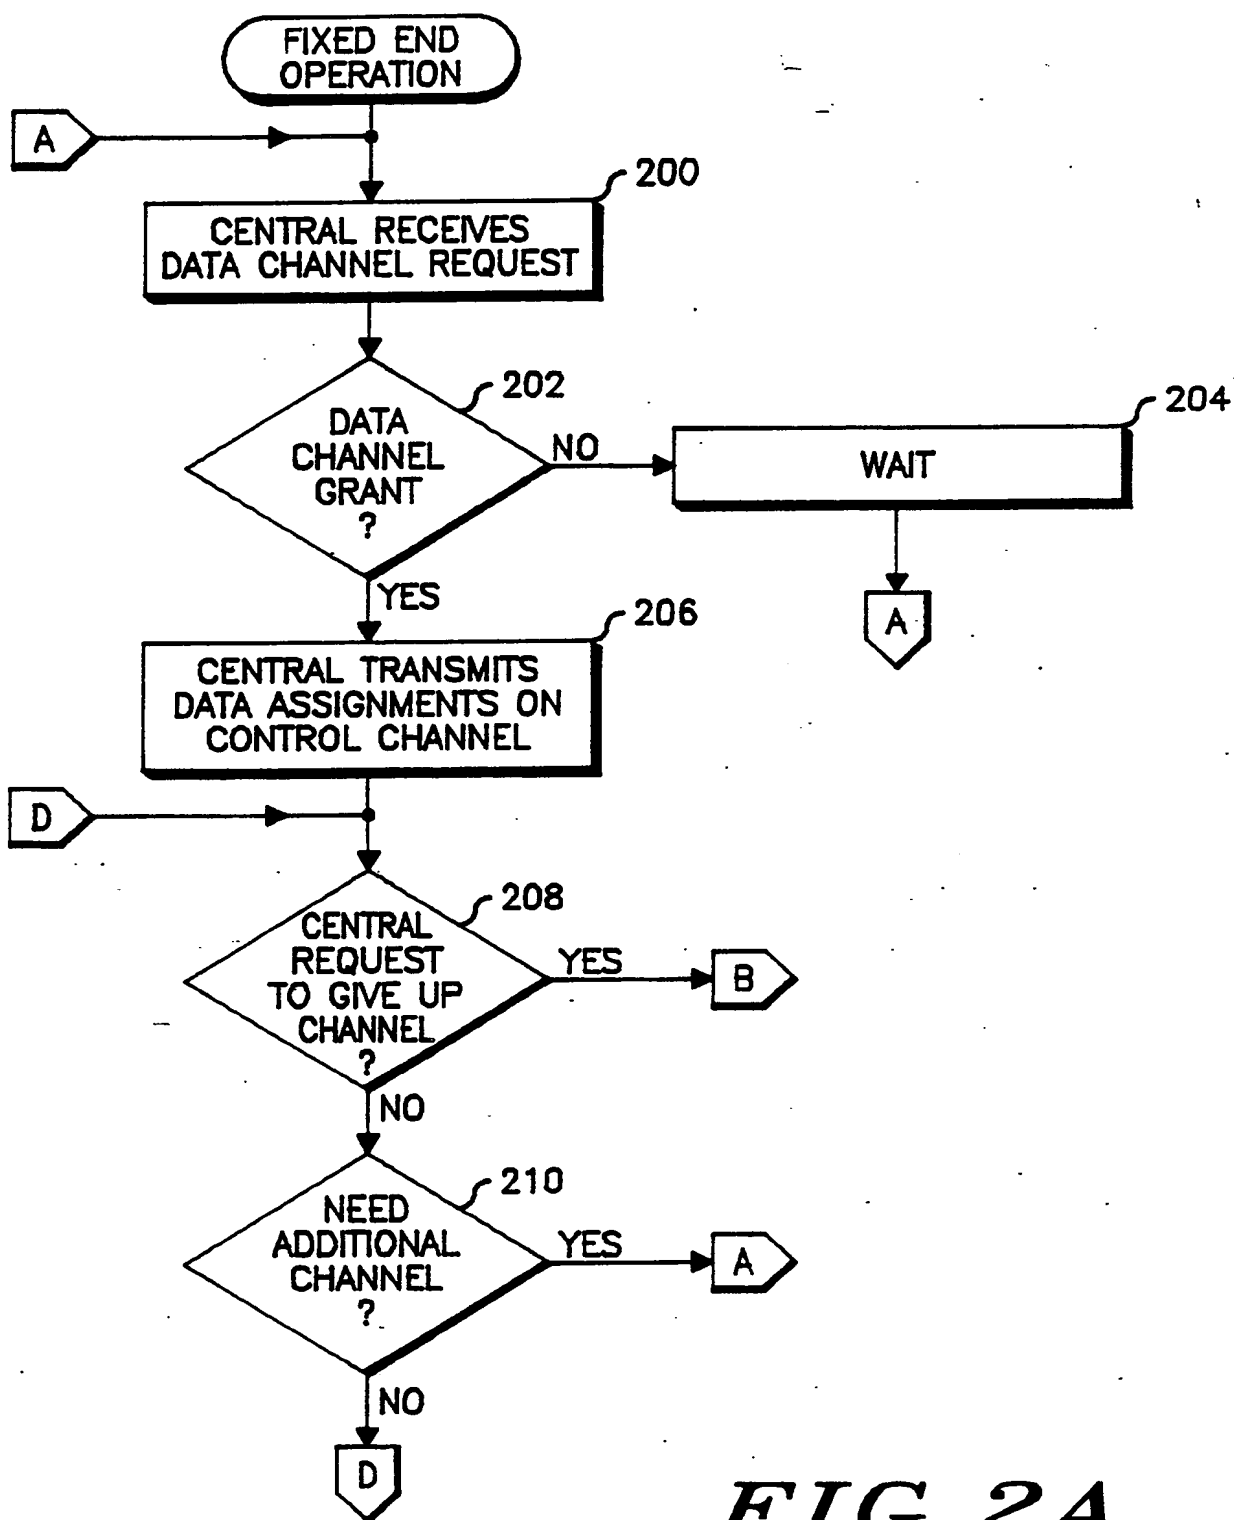 FIXED END
OPERATION
A
200
CENTRAL RECEIVES
DATA CHANNEL REQUEST
202
DATA
CHANNEL
GRANT
?
NO
204
WAIT
A
YES
206
CENTRAL TRANSMITS
DATA ASSIGNMENTS ON
CONTROL CHANNEL
D
208
CENTRAL
REQUEST
TO GIVE UP
CHANNEL
?
YES
B
NO
210
NEED
ADDITIONAL
CHANNEL
?
YES
A
NO
D
FIG. 2A